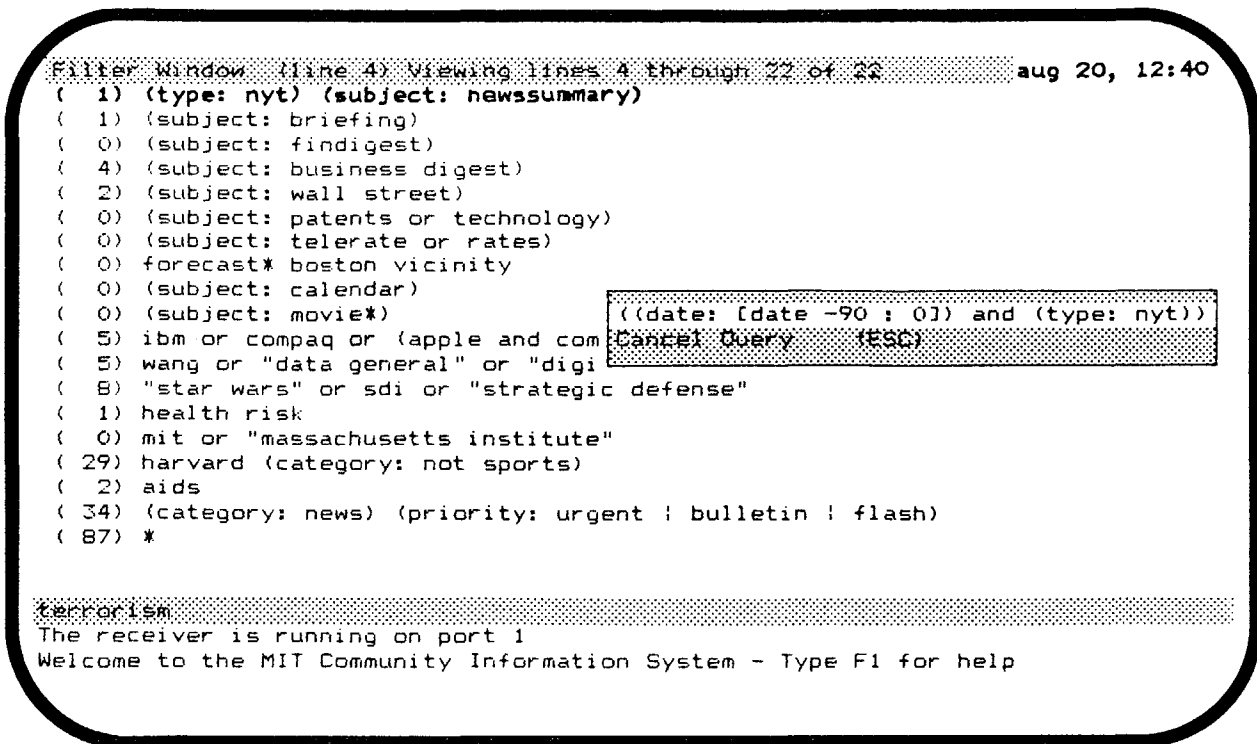 Filter Window (line 4) Viewing lines 4 through 22 of 22 aug 20, 12:40
( 1) (type: nyt) (subject: newssummary)
( 1) (subject: briefing)
( 0) (subject: findigest)
( 4) (subject: business digest)
( 2) (subject: wall street)
( 0) (subject: patents or technology)
( 0) (subject: telerate or rates)
( 0) forecast* boston vicinity
( 0) (subject: calendar)
( 0) (subject: movie*) ((date: [date -90 : 0]) and (type: nyt))
( 5) ibm or compaq or (apple and com Cancel Query (ESC)
( 5) wang or "data general" or "digi
( 8) "star wars" or sdi or "strategic defense"
( 1) health risk
( 0) mit or "massachusetts institute"
( 29) harvard (category: not sports)
( 2) aids
( 34) (category: news) (priority: urgent | bulletin | flash)
( 87) *
terrorism
The receiver is running on port 1
Welcome to the MIT Community Information System - Type F1 for help